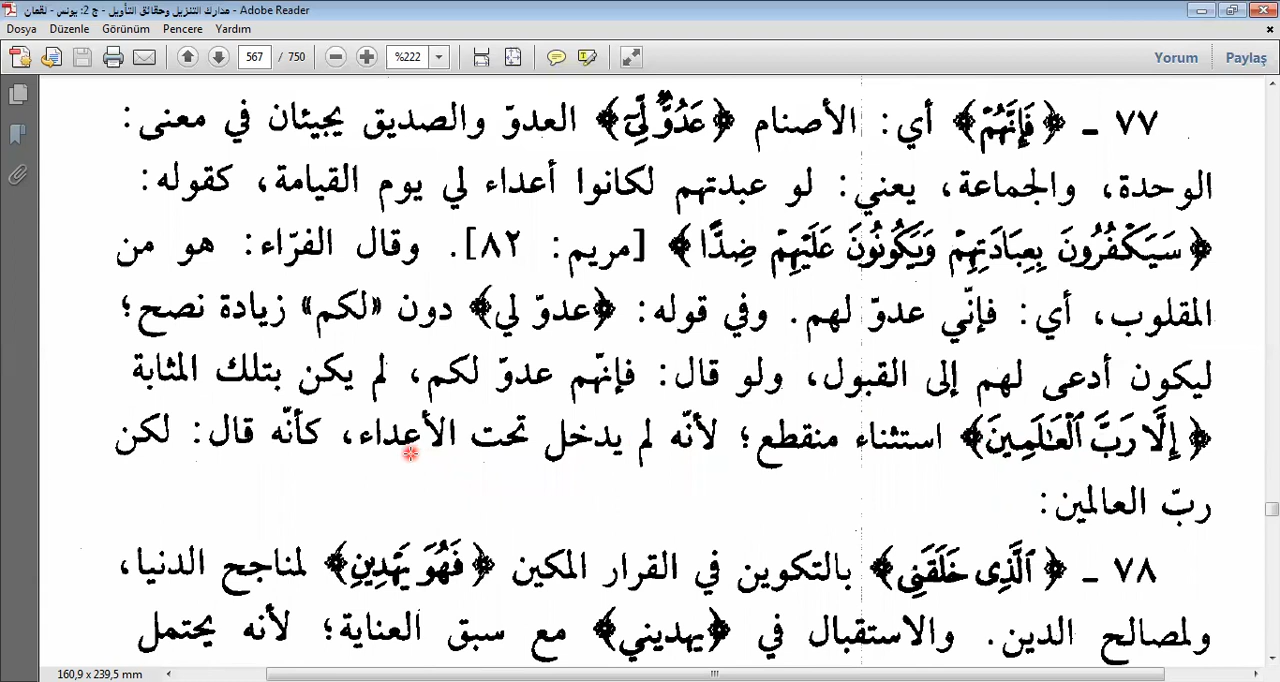 مدارك التنزيل وحقائق التأويل - ج 2: يونس - لقمان - Adobe Reader
Dosya Düzenle Görünüm Pencere Yardım
567 / 750 %222 Yorum Paylaş
٧٧ ـ ﴿فَإِنَّهُمْ﴾ أي: الأصنام ﴿عَدُوٌّ لِّىٓ﴾ العدوّ والصديق يجيئان في معنى:
الوحدة، والجماعة، يعني: لو عبدتهم لكانوا أعداء لي يوم القيامة، كقوله:
﴿سَيَكْفُرُونَ بِعِبَادَتِهِمْ وَيَكُونُونَ عَلَيْهِمْ ضِدًّا﴾ [مريم: ٨٢]. وقال الفرّاء: هو من
المقلوب، أي: فإنّي عدوّ لهم. وفي قوله: ﴿عدوّ لي﴾ دون «لكم» زيادة نصح؛
ليكون أدعى لهم إلى القبول، ولو قال: فإنّهم عدوّ لكم، لم يكن بتلك المثابة
﴿إِلَّا رَبَّ ٱلْعَٰلَمِينَ﴾ استثناء منقطع؛ لأنّه لم يدخل تحت الأعداء، كأنّه قال: لكن
ربّ العالمين:
٧٨ ـ ﴿ٱلَّذِى خَلَقَنِى﴾ بالتكوين في القرار المكين ﴿فَهُوَ يَهْدِينِ﴾ لمناجح الدنيا،
ولمصالح الدين. والاستقبال في ﴿يهديني﴾ مع سبق العناية؛ لأنه يحتمل
160,9 x 239,5 mm